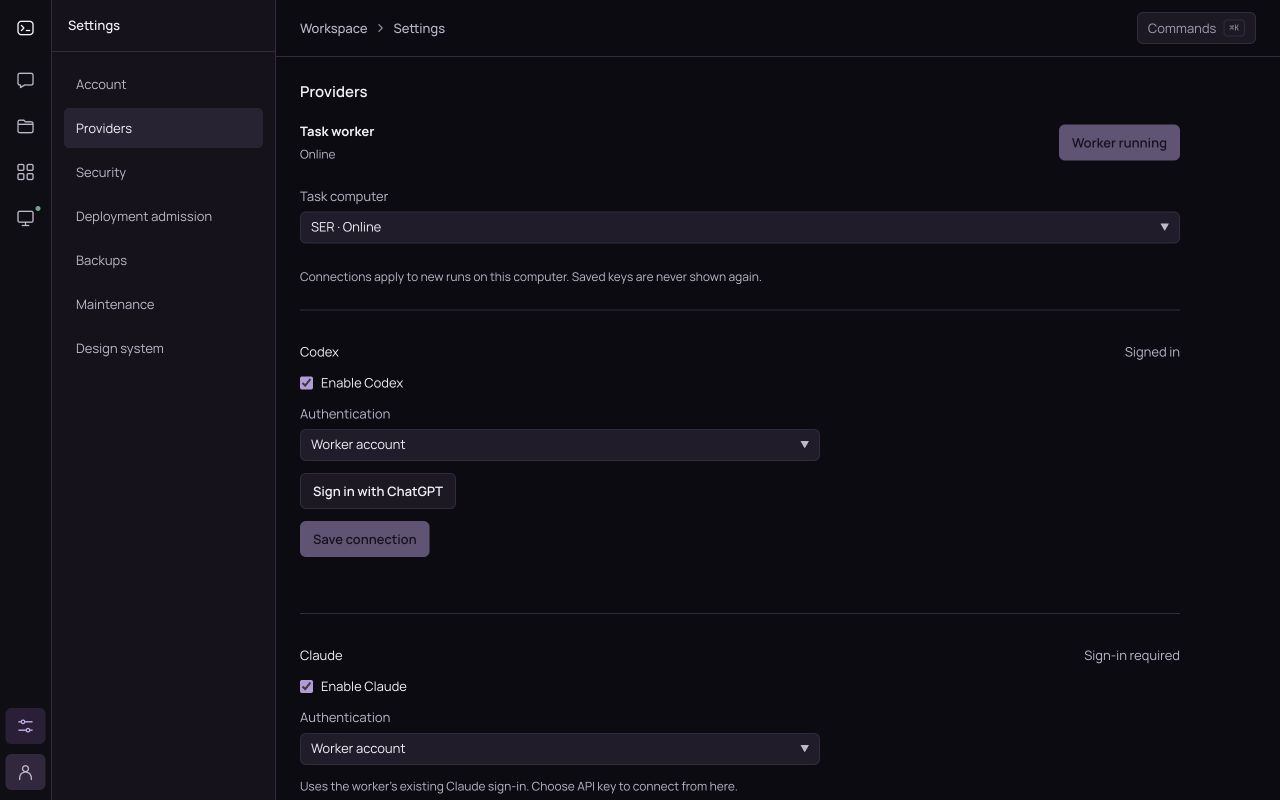 Settings
Workspace > Settings
Commands ⌘K
Account
Providers
Security
Deployment admission
Backups
Maintenance
Design system
Providers
Task worker
Online
Worker running
Task computer
SER · Online
Connections apply to new runs on this computer. Saved keys are never shown again.
Codex
Signed in
Enable Codex
Authentication
Worker account
Sign in with ChatGPT
Save connection
Claude
Sign-in required
Enable Claude
Authentication
Worker account
Uses the worker's existing Claude sign-in. Choose API key to connect from here.